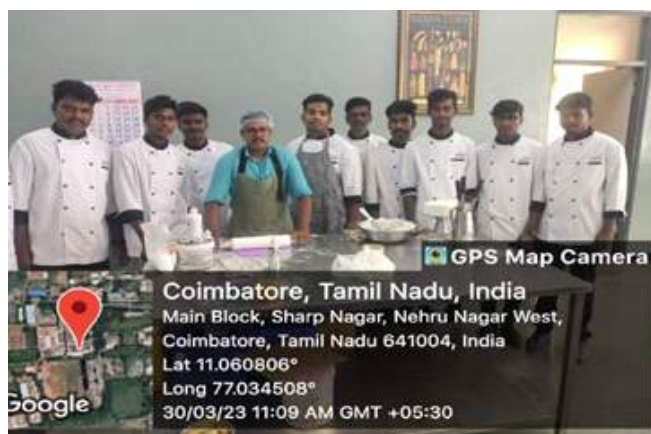 GPS Map Camera
Coimbatore, Tamil Nadu, India
Main Block, Sharp Nagar, Nehru Nagar West,
Coimbatore, Tamil Nadu 641004, India
Lat 11.060806°
Long 77.034508°
30/03/23 11:09 AM GMT +05:30
Google